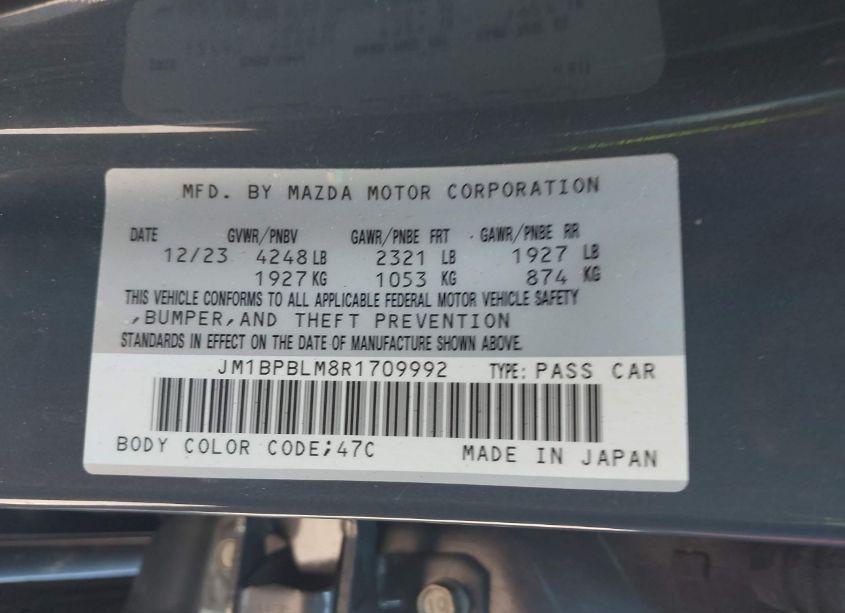 MFD. BY MAZDA MOTOR CORPORATION
DATE GVWR/PNBV GAWR/PNBE FRT GAWR/PNBE RR
12/23 4248 LB 2321 LB 1927 LB
1927 KG 1053 KG 874 KG
THIS VEHICLE CONFORMS TO ALL APPLICABLE FEDERAL MOTOR VEHICLE SAFETY
,BUMPER,AND THEFT PREVENTION
STANDARDS IN EFFECT ON THE DATE OF MANUFACTURE SHOWN ABOVE.
JM1BPBLM8R1709992 TYPE: PASS CAR
BODY COLOR CODE;47C MADE IN JAPAN